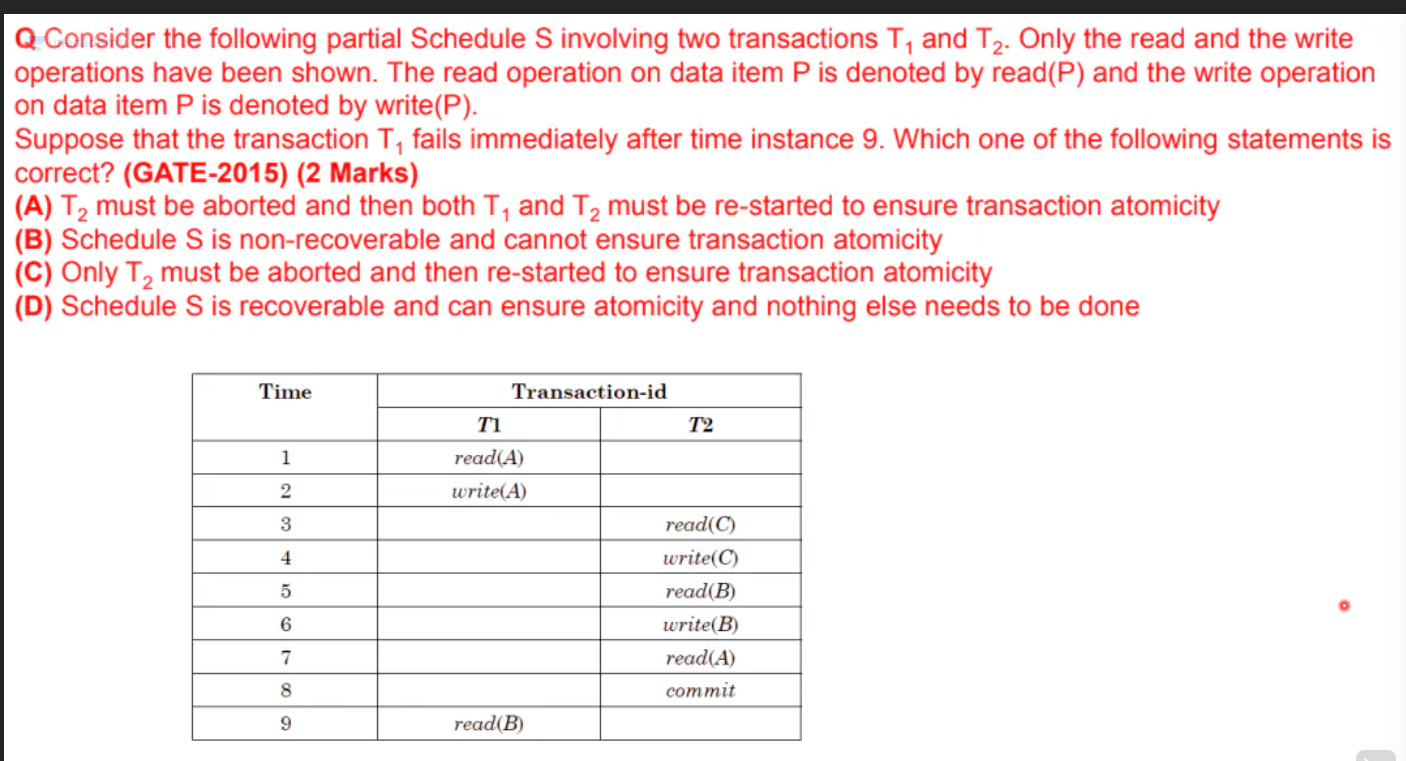 Q Consider the following partial Schedule S involving two transactions T1 and T2. Only the read and the write
operations have been shown. The read operation on data item P is denoted by read(P) and the write operation
on data item P is denoted by write(P).
Suppose that the transaction T1 fails immediately after time instance 9. Which one of the following statements is
correct? (GATE-2015) (2 Marks)
(A) T2 must be aborted and then both T1 and T2 must be re-started to ensure transaction atomicity
(B) Schedule S is non-recoverable and cannot ensure transaction atomicity
(C) Only T2 must be aborted and then re-started to ensure transaction atomicity
(D) Schedule S is recoverable and can ensure atomicity and nothing else needs to be done
Time Transaction-id
T1 T2
1 read(A)
2 write(A)
3 read(C)
4 write(C)
5 read(B)
6 write(B)
7 read(A)
8 commit
9 read(B)